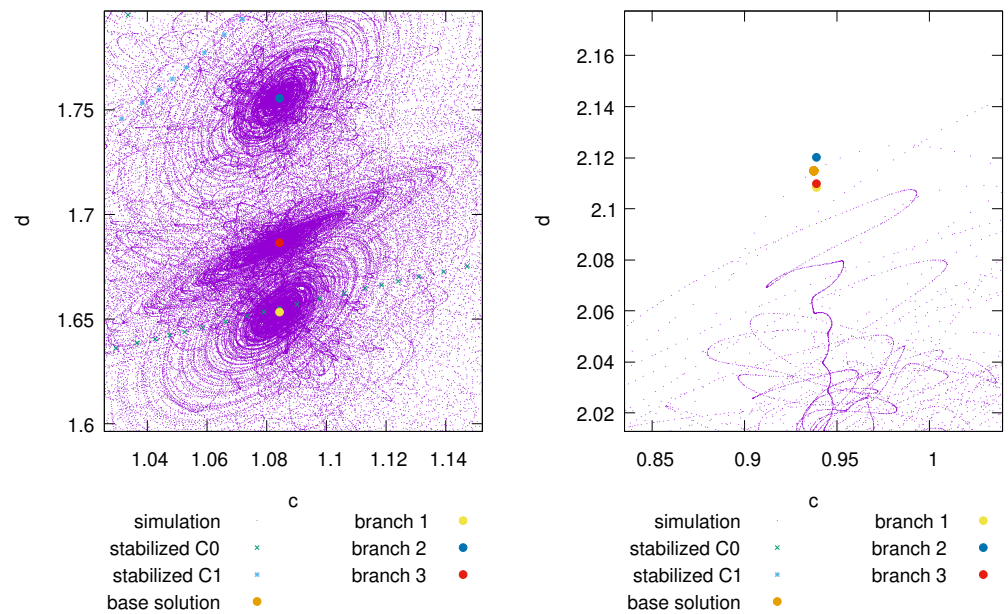 1.75
1.7
1.65
1.6
d
1.04 1.06 1.08 1.1 1.12 1.14
c
simulation
stabilized C0
stabilized C1
base solution
branch 1
branch 2
branch 3
2.16
2.14
2.12
2.1
2.08
2.06
2.04
2.02
d
0.85 0.9 0.95 1
c
simulation
stabilized C0
stabilized C1
base solution
branch 1
branch 2
branch 3